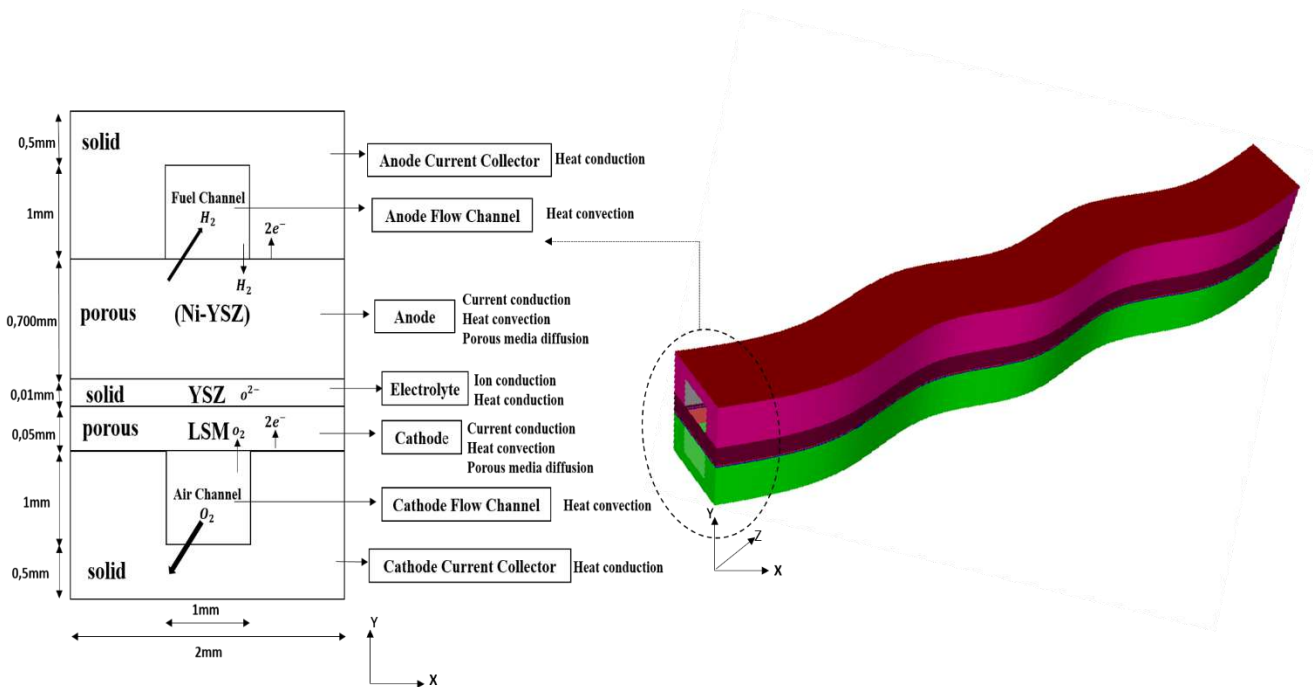 0,5mm
solid
Anode Current Collector
Heat conduction
1mm
Fuel Channel
H₂
Anode Flow Channel
Heat convection
2e⁻
H₂
0,700mm
porous
(Ni-YSZ)
Anode
Current conduction
Heat convection
Porous media diffusion
0,01mm
solid
YSZ
o²⁻
Electrolyte
Ion conduction
Heat conduction
0,05mm
porous
LSM
o₂
2e⁻
Cathode
Current conduction
Heat convection
Porous media diffusion
1mm
Air Channel
O₂
Cathode Flow Channel
Heat convection
0,5mm
solid
Cathode Current Collector
Heat conduction
1mm
2mm
Y
X
Y
Z
X